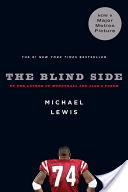 NOW A
Major
Motion
Picture
THE #1 NEW YORK TIMES BESTSELLER
THE BLIND SIDE
BY THE AUTHOR OF MONEYBALL AND LIAR'S POKER
MICHAEL
LEWIS
74